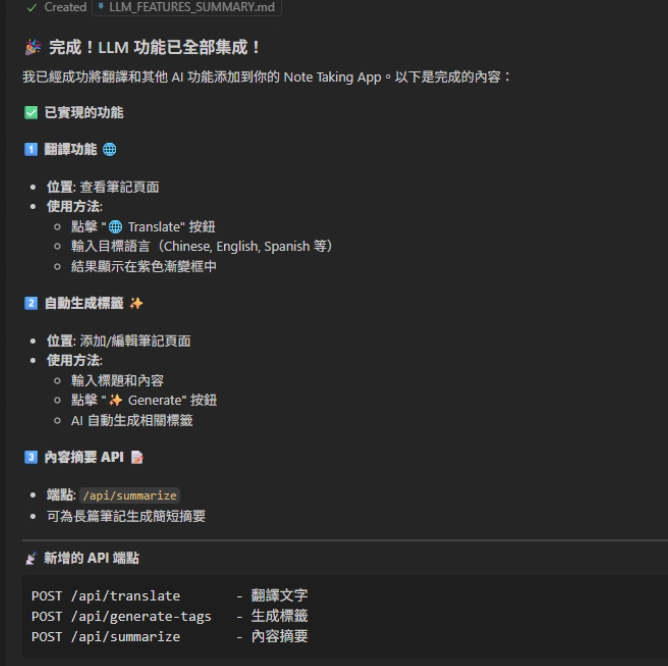 Created LLM_FEATURES_SUMMARY.md
🎉 完成！LLM 功能已全部集成！
我已經成功將翻譯和其他 AI 功能添加到你的 Note Taking App。以下是完成的內容：
✅ 已實現的功能
1️⃣ 翻譯功能 🌐
• 位置: 查看筆記頁面
• 使用方法:
○ 點擊 "🌐 Translate" 按鈕
○ 輸入目標語言（Chinese, English, Spanish 等）
○ 結果顯示在紫色漸變框中
2️⃣ 自動生成標籤 ✨
• 位置: 添加/編輯筆記頁面
• 使用方法:
○ 輸入標題和內容
○ 點擊 "✨ Generate" 按鈕
○ AI 自動生成相關標籤
3️⃣ 內容摘要 API 📝
• 端點: /api/summarize
• 可為長篇筆記生成簡短摘要
📡 新增的 API 端點
POST /api/translate - 翻譯文字
POST /api/generate-tags - 生成標籤
POST /api/summarize - 內容摘要